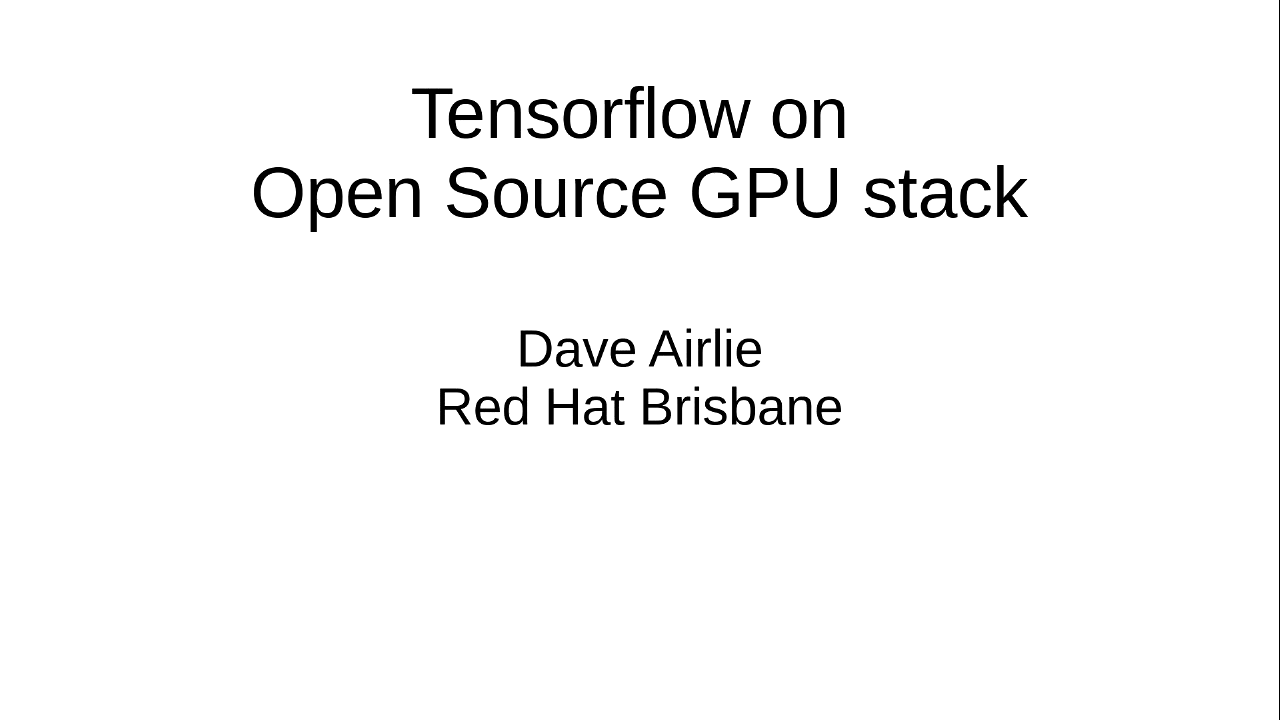 Tensorflow on
Open Source GPU stack
Dave Airlie
Red Hat Brisbane